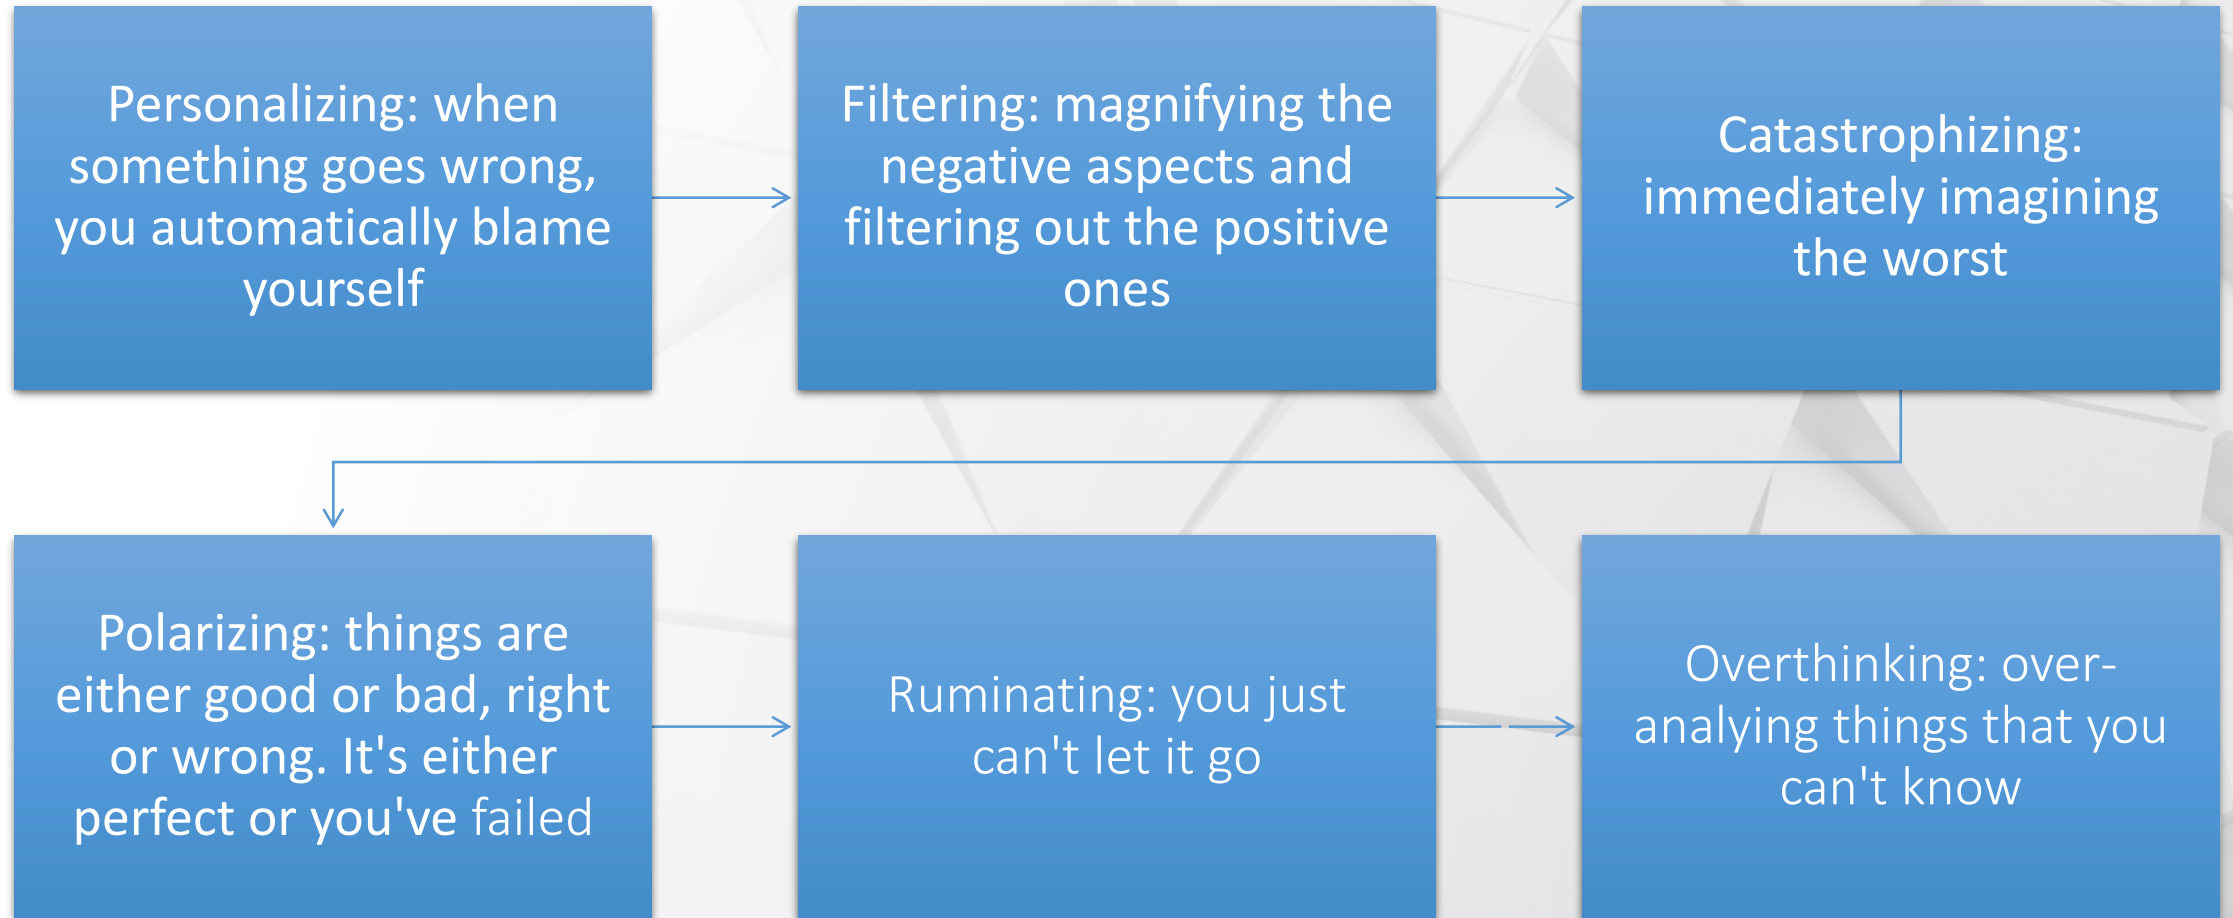 Personalizing: when
something goes wrong,
you automatically blame
yourself
Filtering: magnifying the
negative aspects and
filtering out the positive
ones
Catastrophizing:
immediately imagining
the worst
Polarizing: things are
either good or bad, right
or wrong. It's either
perfect or you've failed
Ruminating: you just
can't let it go
Overthinking: over-
analying things that you
can't know